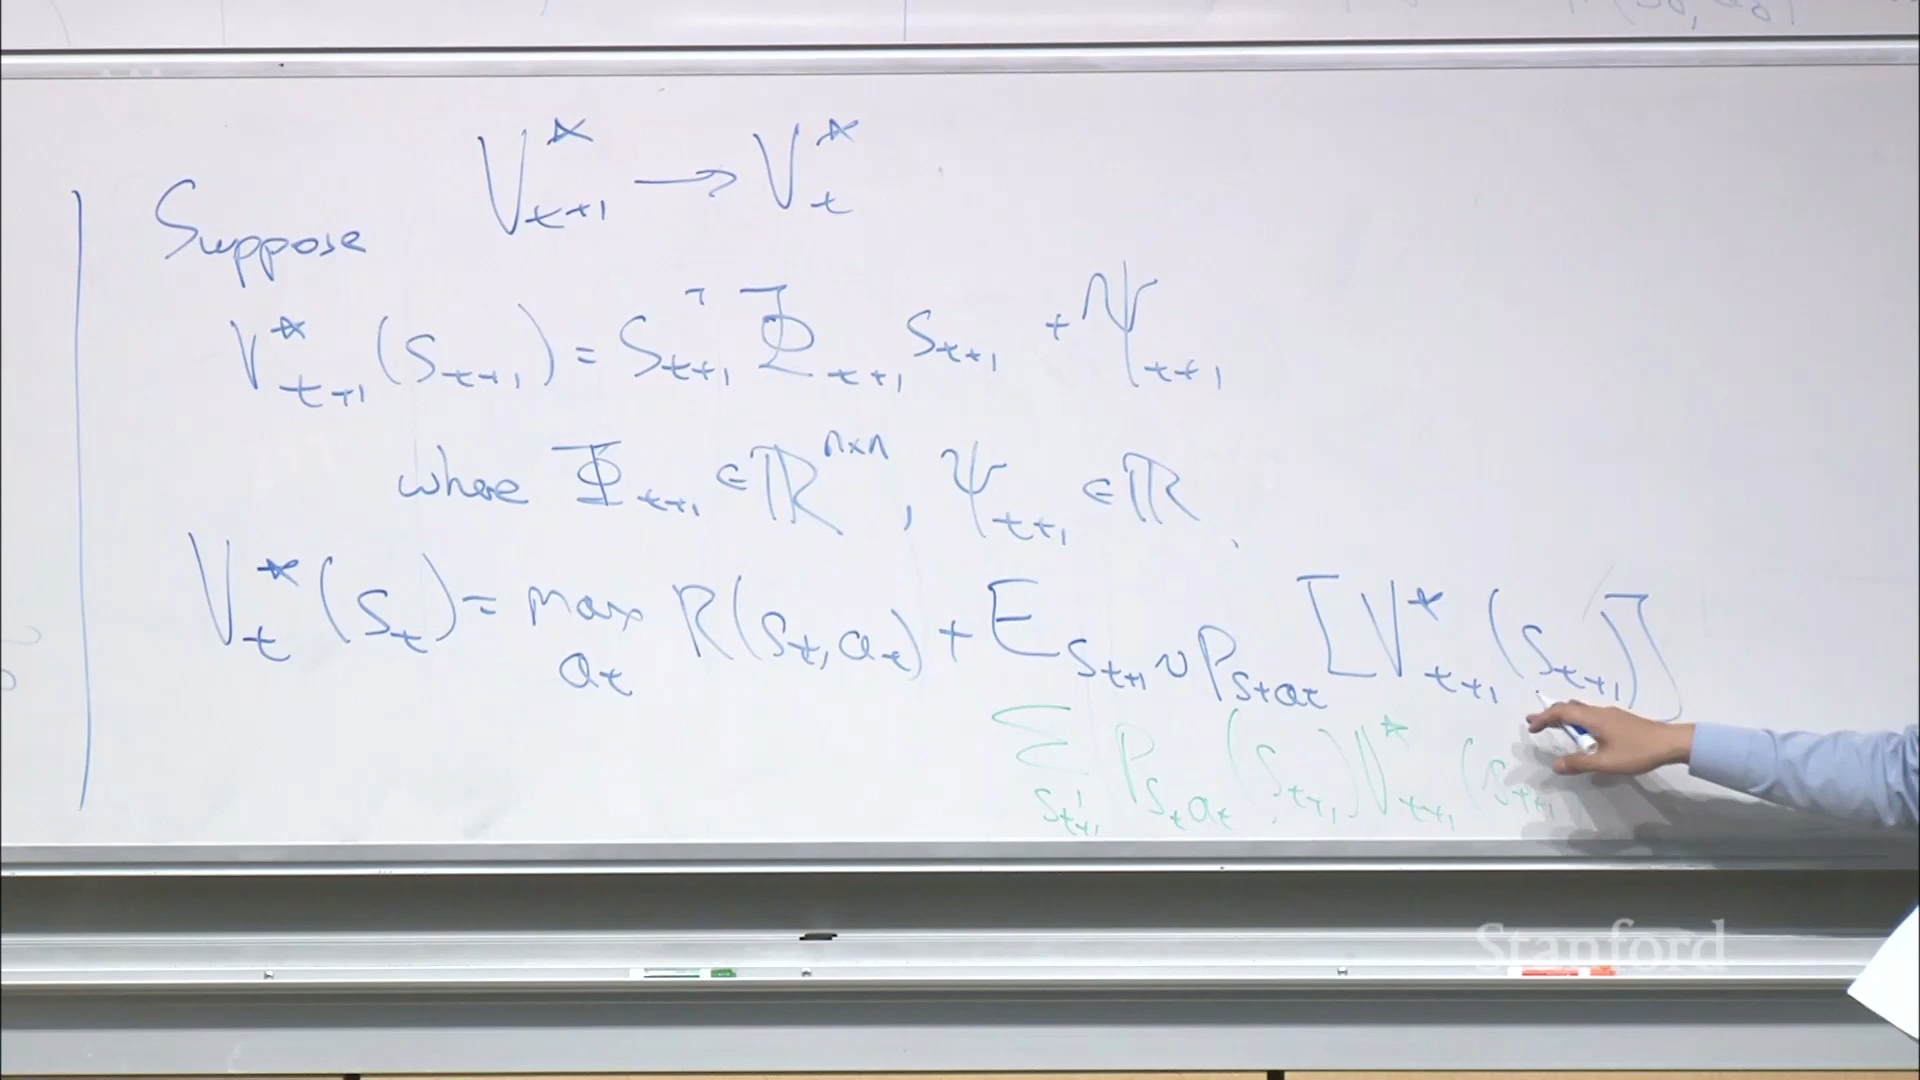 V*_{t+1} → V*_t
Suppose
V*_{t+1}(S_{t+1}) = S_{t+1}^T Φ_{t+1} S_{t+1} + Ψ_{t+1}
where Φ_{t+1} ∈ ℝ^{n×n}, Ψ_{t+1} ∈ ℝ.
V*_t(S_t) = max_{a_t} R(S_t, a_t) + E_{S_{t+1} ~ P_{S_t a_t}} [V*_{t+1}(S_{t+1})]
Σ_{S'_{t+1}} P_{S_t a_t}(S_{t+1}) V*_{t+1}(S_{t+1}
Stanford